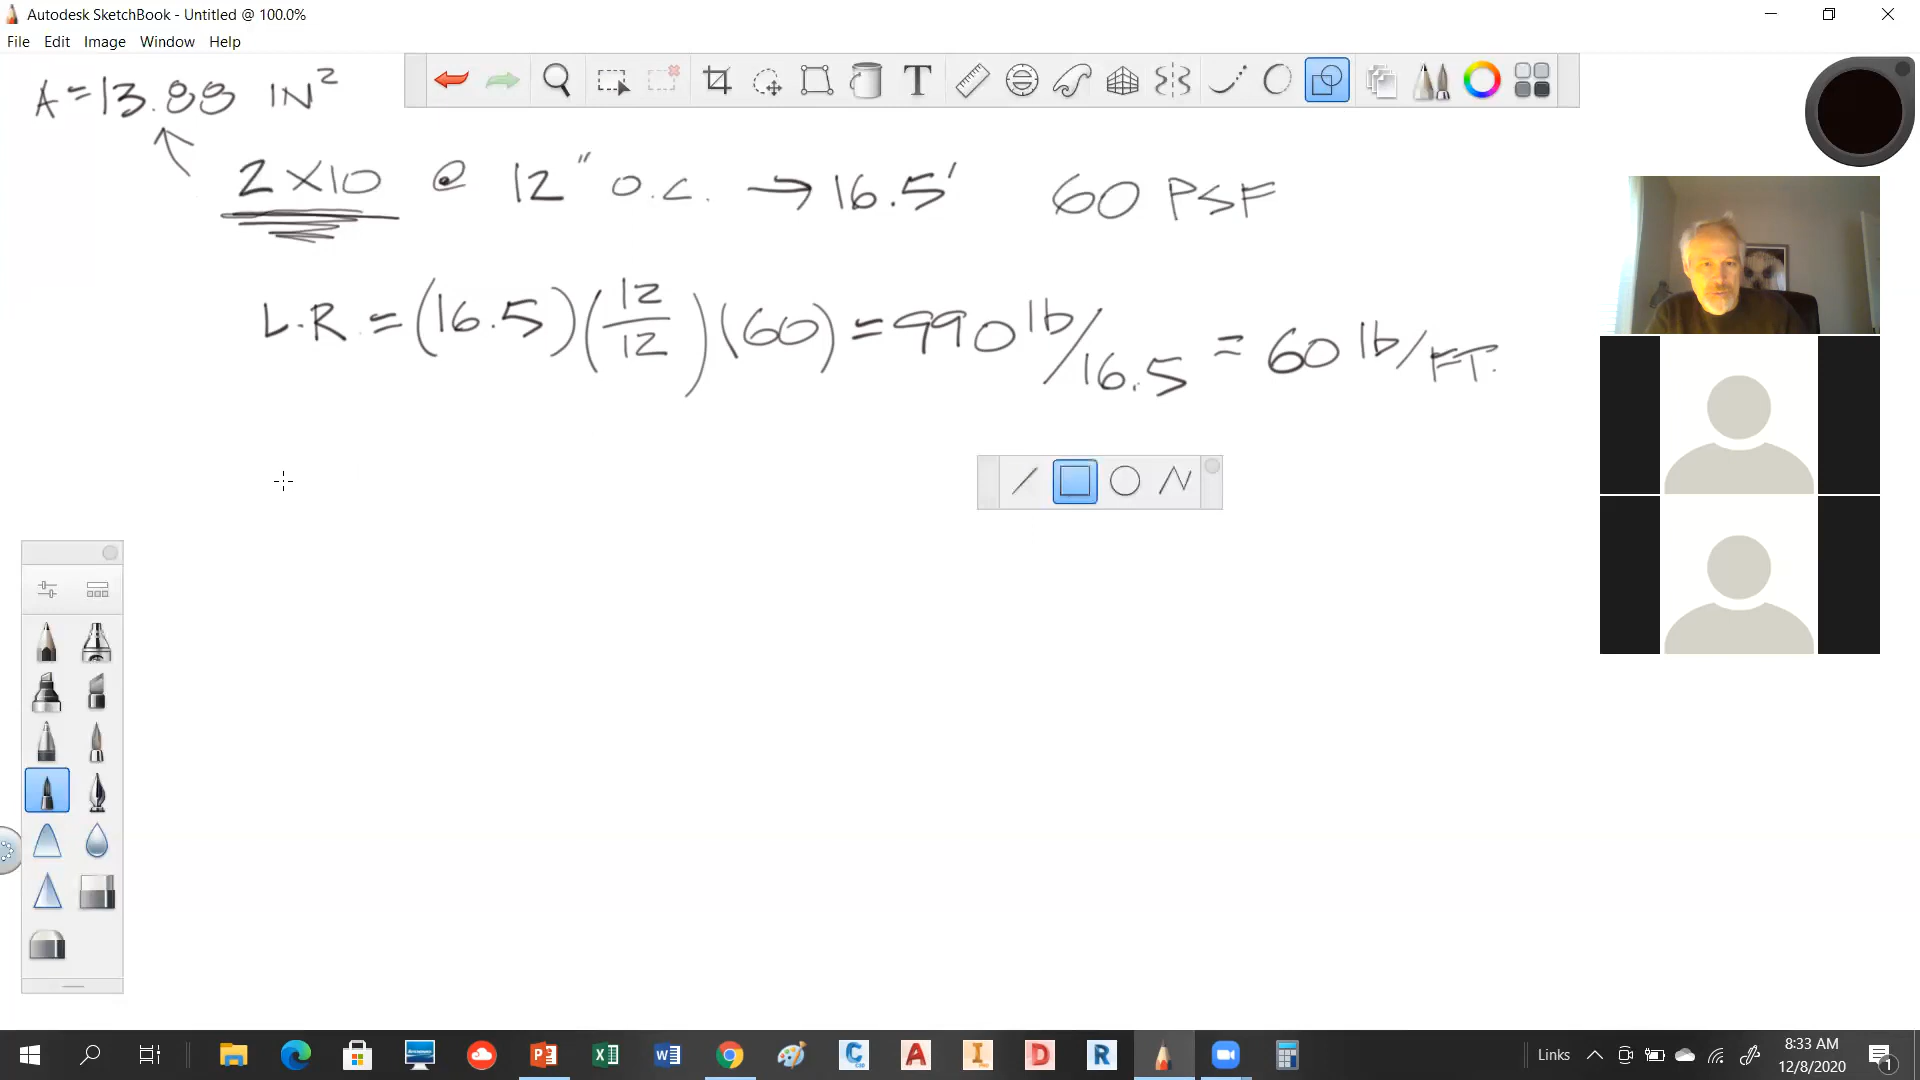 Autodesk SketchBook - Untitled @ 100.0%
File Edit Image Window Help
A=13.88 IN²
2X10 @ 12" O.C. → 16.5' 60 PSF
L.R = (16.5)(12/12)(60) = 990 lb/16.5 = 60 lb/FT.
Links
8:33 AM
12/8/2020
1